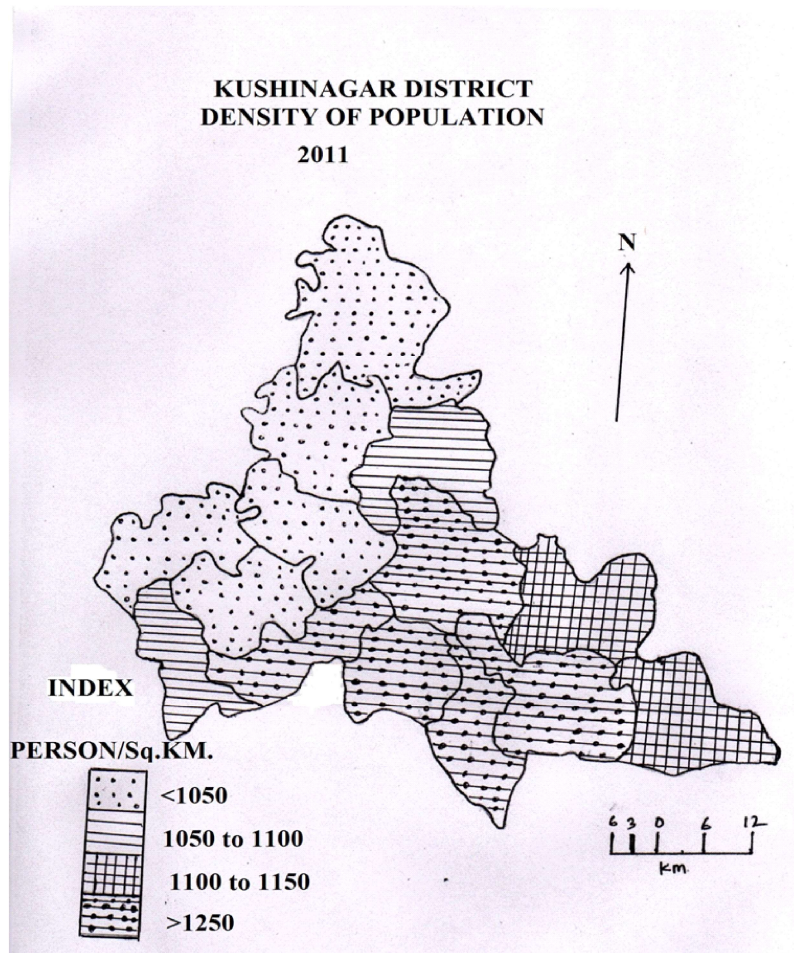 KUSHINAGAR DISTRICT
DENSITY OF POPULATION
2011
N
INDEX
PERSON/Sq.KM.
<1050
1050 to 1100
1100 to 1150
>1250
6 3 0 6 12
Km.